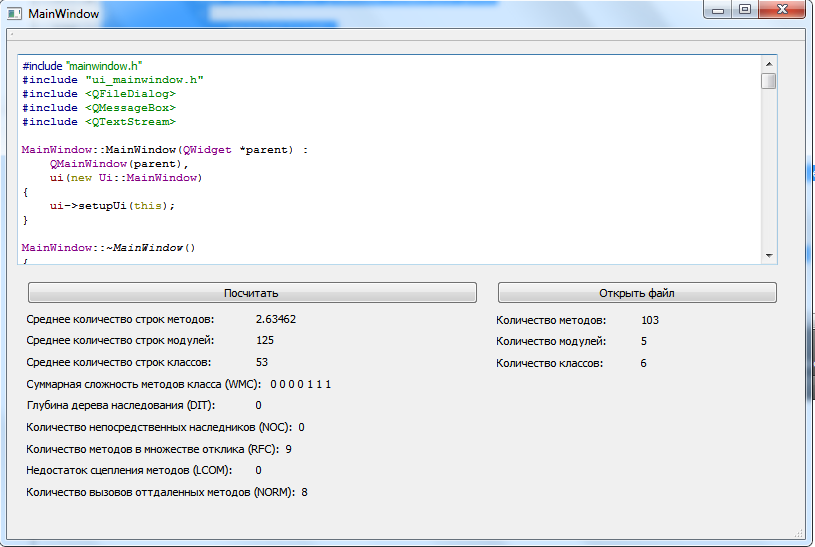 MainWindow
#include "mainwindow.h"
#include "ui_mainwindow.h"
#include <QFileDialog>
#include <QMessageBox>
#include <QTextStream>
MainWindow::MainWindow(QWidget *parent) :
QMainWindow(parent),
ui(new Ui::MainWindow)
{
ui->setupUi(this);
}
MainWindow::~MainWindow()
{
Посчитать
Открыть файл
Среднее количество строк методов: 2.63462
Количество методов: 103
Среднее количество строк модулей: 125
Количество модулей: 5
Среднее количество строк классов: 53
Количество классов: 6
Суммарная сложность методов класса (WMC): 0 0 0 0 1 1 1
Глубина дерева наследования (DIT): 0
Количество непосредственных наследников (NOC): 0
Количество методов в множестве отклика (RFC): 9
Недостаток сцепления методов (LCOM): 0
Количество вызовов оттдаленных методов (NORM): 8